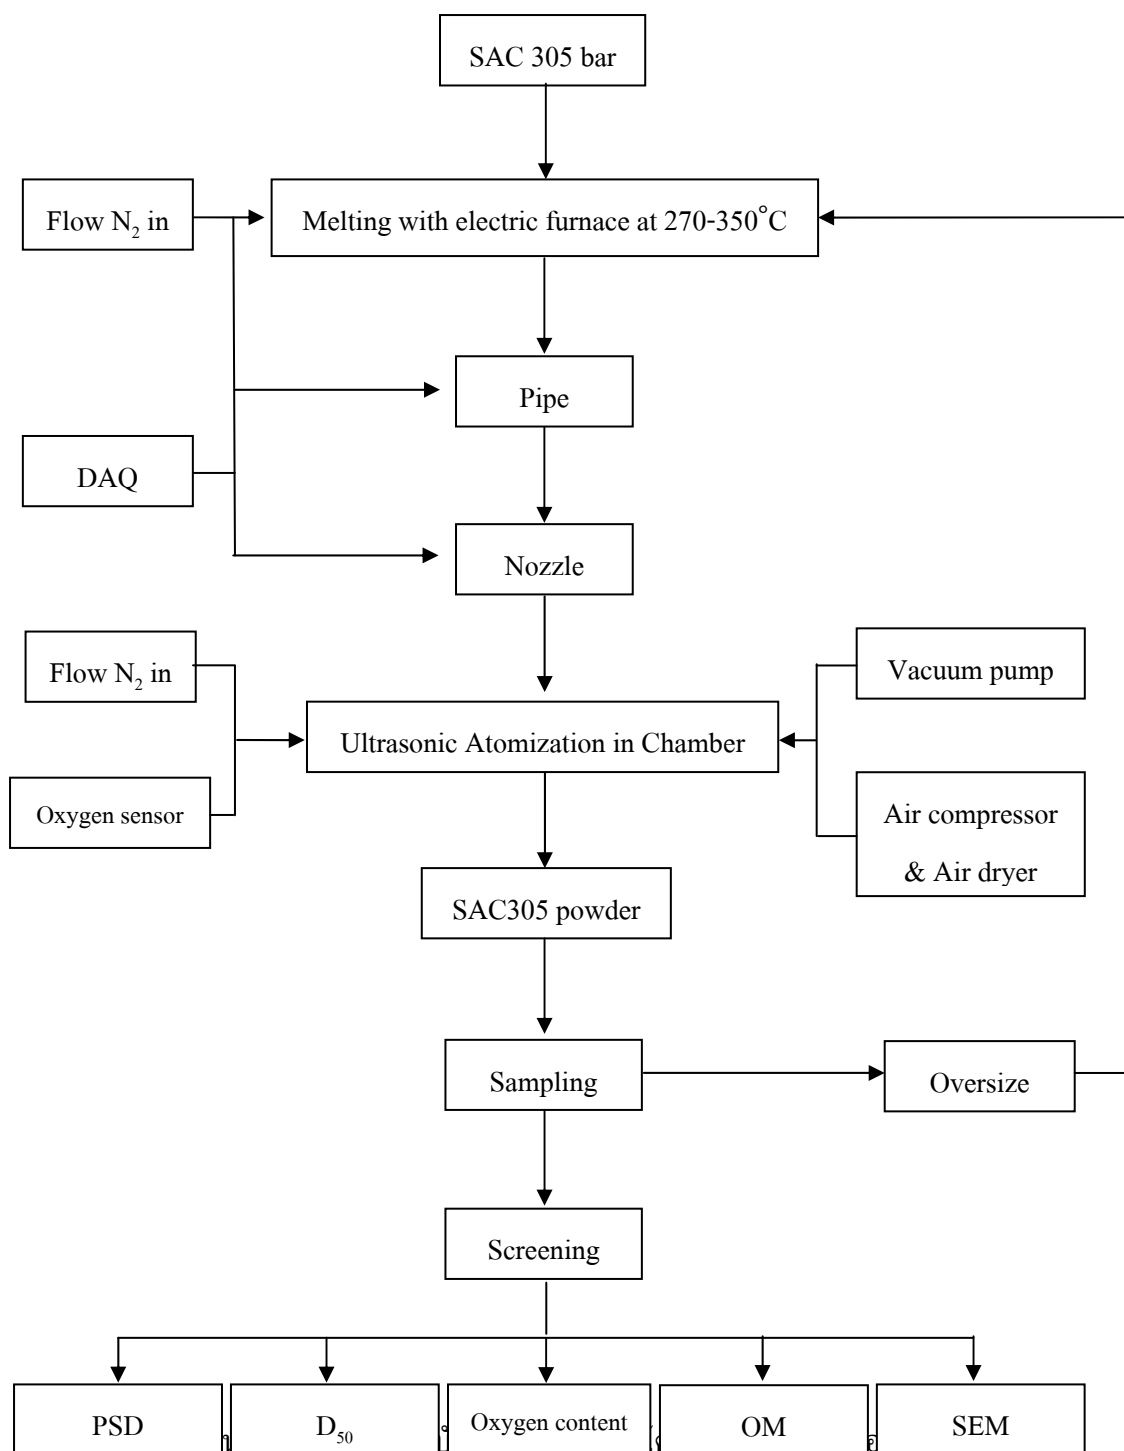 SAC 305 bar
Flow N₂ in
Melting with electric furnace at 270-350°C
Pipe
DAQ
Nozzle
Flow N₂ in
Vacuum pump
Ultrasonic Atomization in Chamber
Oxygen sensor
Air compressor
& Air dryer
SAC305 powder
Sampling
Oversize
Screening
PSD
D₅₀
Oxygen content
OM
SEM